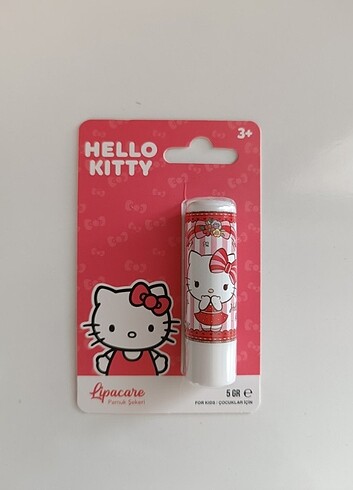 3+
HELLO
KITTY
Lipacare
Pamuk Şekeri
5 GR e
FOR KIDS / ÇOCUKLAR İÇİN